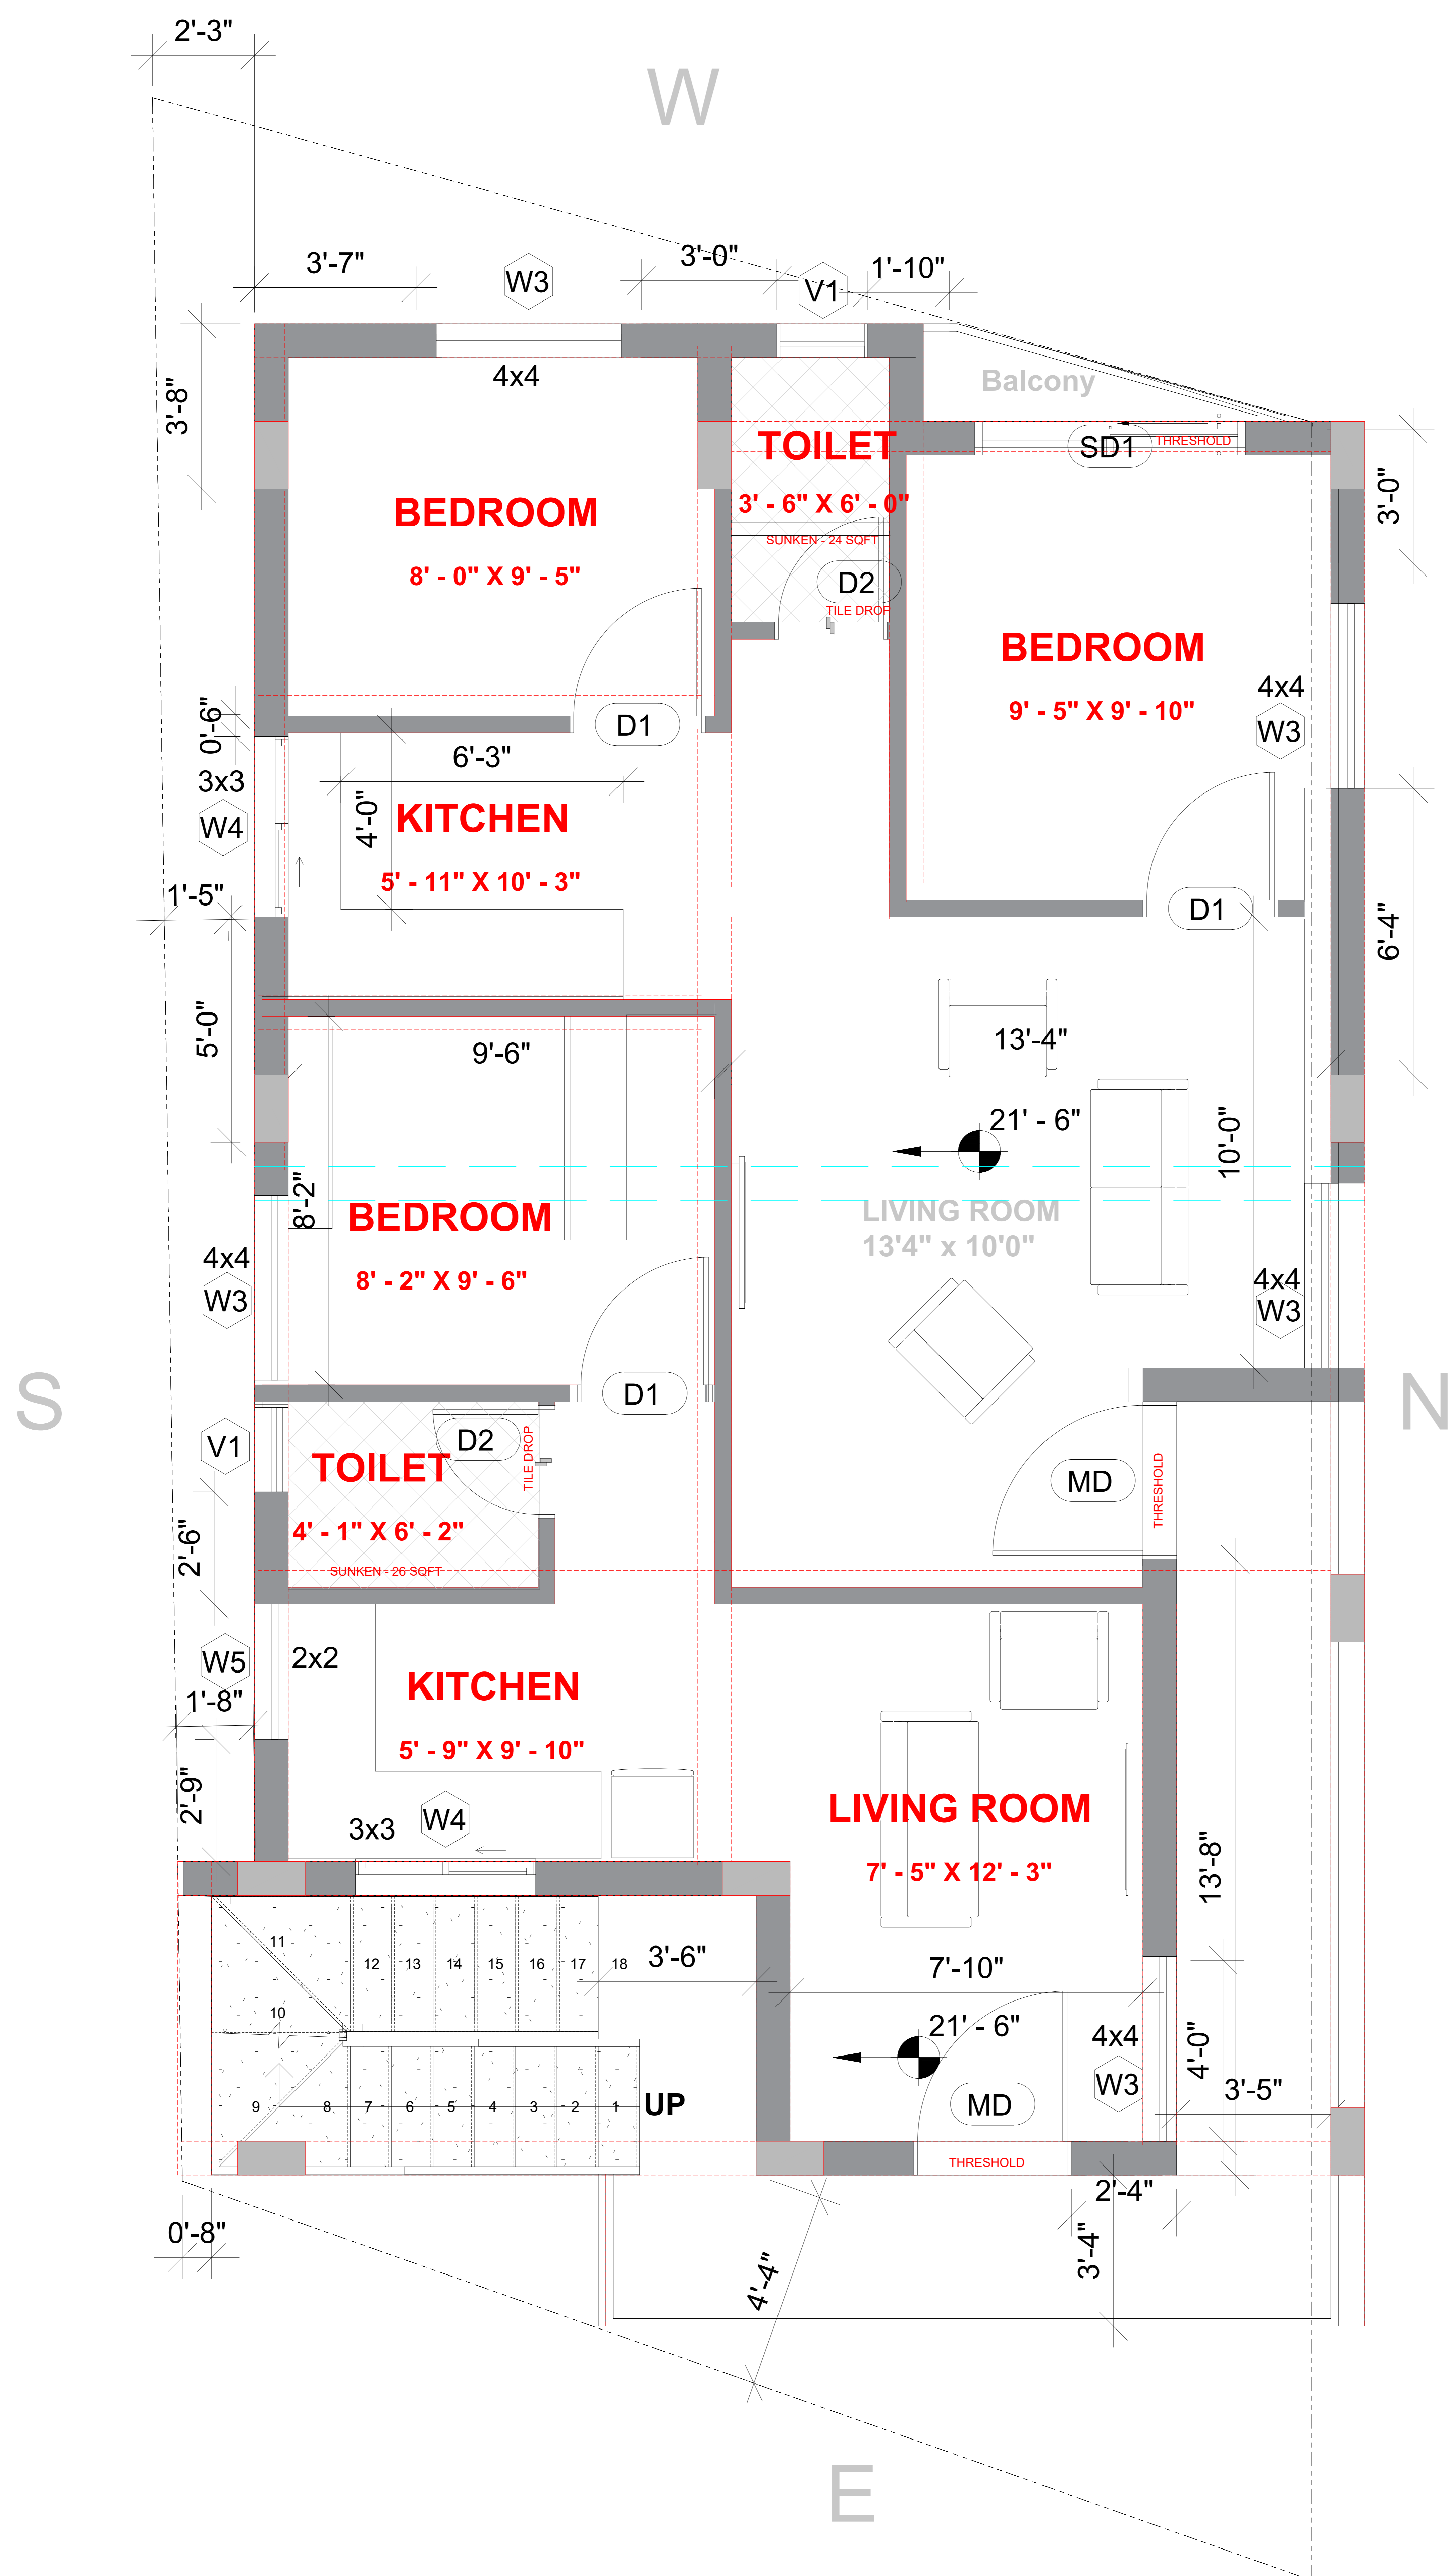 2'-3"
W
3'-7"
W3
3'-0"
V1
1'-10"
4x4
Balcony
3'-8"
TOILET
SD1
THRESHOLD
3'-0"
BEDROOM
3' - 6" X 6' - 0"
SUNKEN - 24 SQFT
8' - 0" X 9' - 5"
D2
TILE DROP
BEDROOM
9' - 5" X 9' - 10"
4x4
W3
0'-6"
D1
6'-3"
3x3
W4
4'-0"
KITCHEN
5' - 11" X 10' - 3"
1'-5"
D1
6'-4"
5'-0"
9'-6"
13'-4"
21' - 6"
10'-0"
8'-2"
BEDROOM
LIVING ROOM
13'4" x 10'0"
4x4
W3
8' - 2" X 9' - 6"
4x4
W3
S
N
D1
V1
D2
TILE DROP
TOILET
MD
THRESHOLD
4' - 1" X 6' - 2"
SUNKEN - 26 SQFT
2'-6"
W5
2x2
1'-8"
KITCHEN
5' - 9" X 9' - 10"
2'-9"
3x3
W4
LIVING ROOM
7' - 5" X 12' - 3"
13'-8"
11
12
13
14
15
16
17
18
3'-6"
7'-10"
10
21' - 6"
4x4
W3
4'-0"
3'-5"
9
8
7
6
5
4
3
2
1
UP
MD
THRESHOLD
2'-4"
0'-8"
3'-4"
4'-4"
E